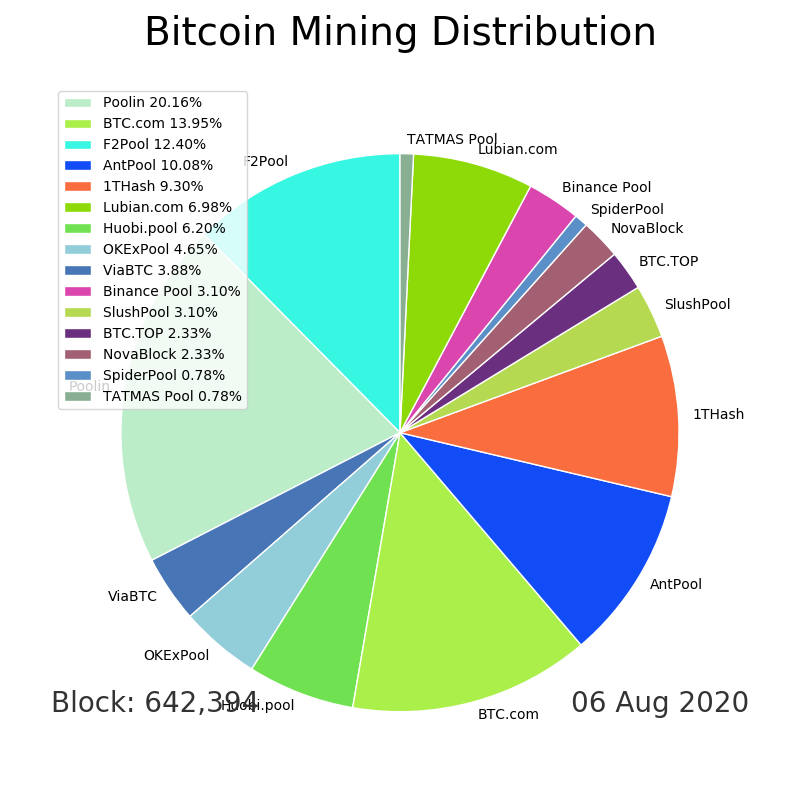 Bitcoin Mining Distribution
Poolin 20.16%
BTC.com 13.95%
F2Pool 12.40%
AntPool 10.08%
1THash 9.30%
Lubian.com 6.98%
Huobi.pool 6.20%
OKExPool 4.65%
ViaBTC 3.88%
Binance Pool 3.10%
SlushPool 3.10%
BTC.TOP 2.33%
NovaBlock 2.33%
SpiderPool 0.78%
TATMAS Pool 0.78%
TATMAS Pool
Lubian.com
F2Pool
Binance Pool
SpiderPool
NovaBlock
BTC.TOP
SlushPool
Poolin
1THash
AntPool
ViaBTC
OKExPool
Huobi.pool
BTC.com
Block: 642,394
06 Aug 2020